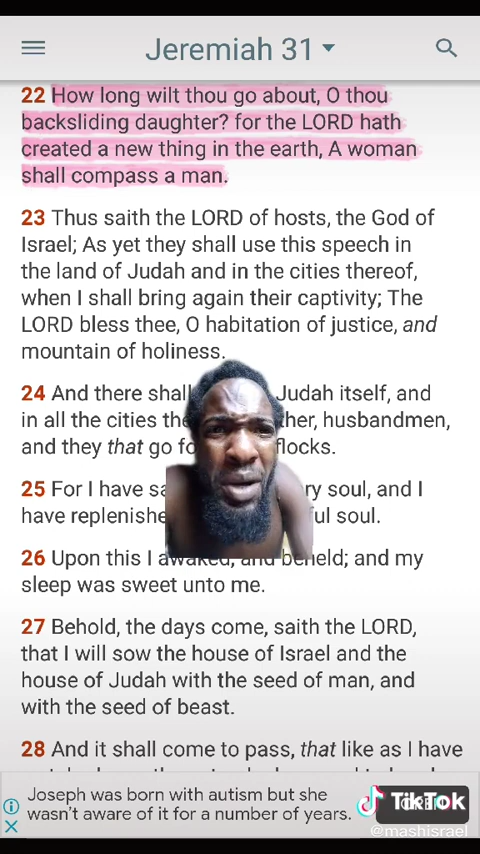 Jeremiah 31
22 How long wilt thou go about, O thou
backsliding daughter? for the LORD hath
created a new thing in the earth, A woman
shall compass a man.
23 Thus saith the LORD of hosts, the God of
Israel; As yet they shall use this speech in
the land of Judah and in the cities thereof,
when I shall bring again their captivity; The
LORD bless thee, O habitation of justice, and
mountain of holiness.
24 And there shall Judah itself, and
in all the cities husbandmen,
and they that go flocks.
25 For I have soul, and I
have soul.
26 Upon this I awaked, and beheld; and my
sleep was sweet unto me.
27 Behold, the days come, saith the LORD,
that I will sow the house of Israel and the
house of Judah with the seed of man, and
with the seed of beast.
28 And it shall come to pass, that like as I have
Joseph was born with autism but she
wasn't aware of it for a number of years.
TikTok
@mashisrael